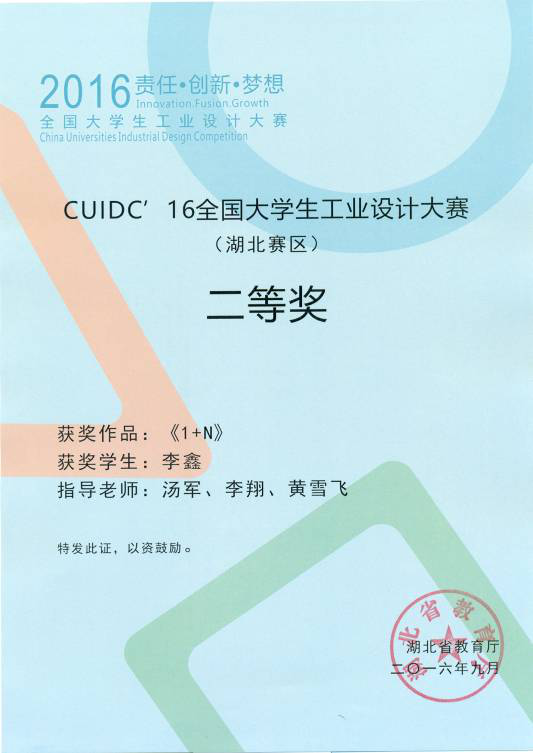 2016 责任·创新·梦想
Innovation.Fusion.Growth
全国大学生工业设计大赛
China Universities Industrial Design Competition
CUIDC' 16全国大学生工业设计大赛
（湖北赛区）
二等奖
获奖作品：《1+N》
获奖学生：李鑫
指导老师：汤军、李翔、黄雪飞
特发此证，以资鼓励。
湖北省教育厅
湖北省教育厅
二〇一六年九月